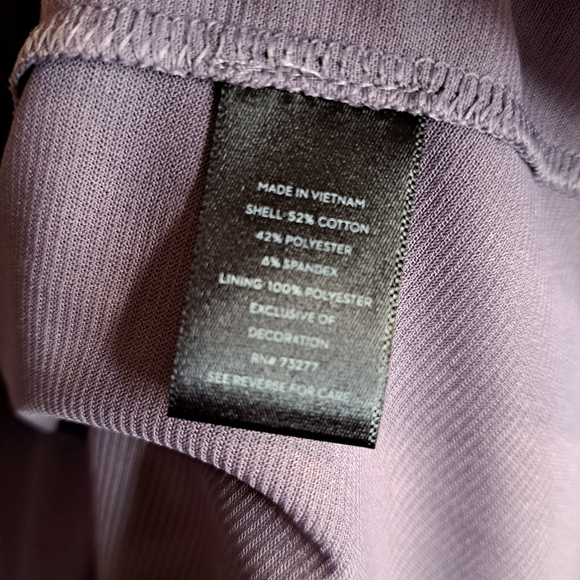 MADE IN VIETNAM
SHELL 52% COTTON
42% POLYESTER
6% SPANDEX
LINING 100% POLYESTER
EXCLUSIVE OF
DECORATION
RN# 73277
SEE REVERSE FOR CARE